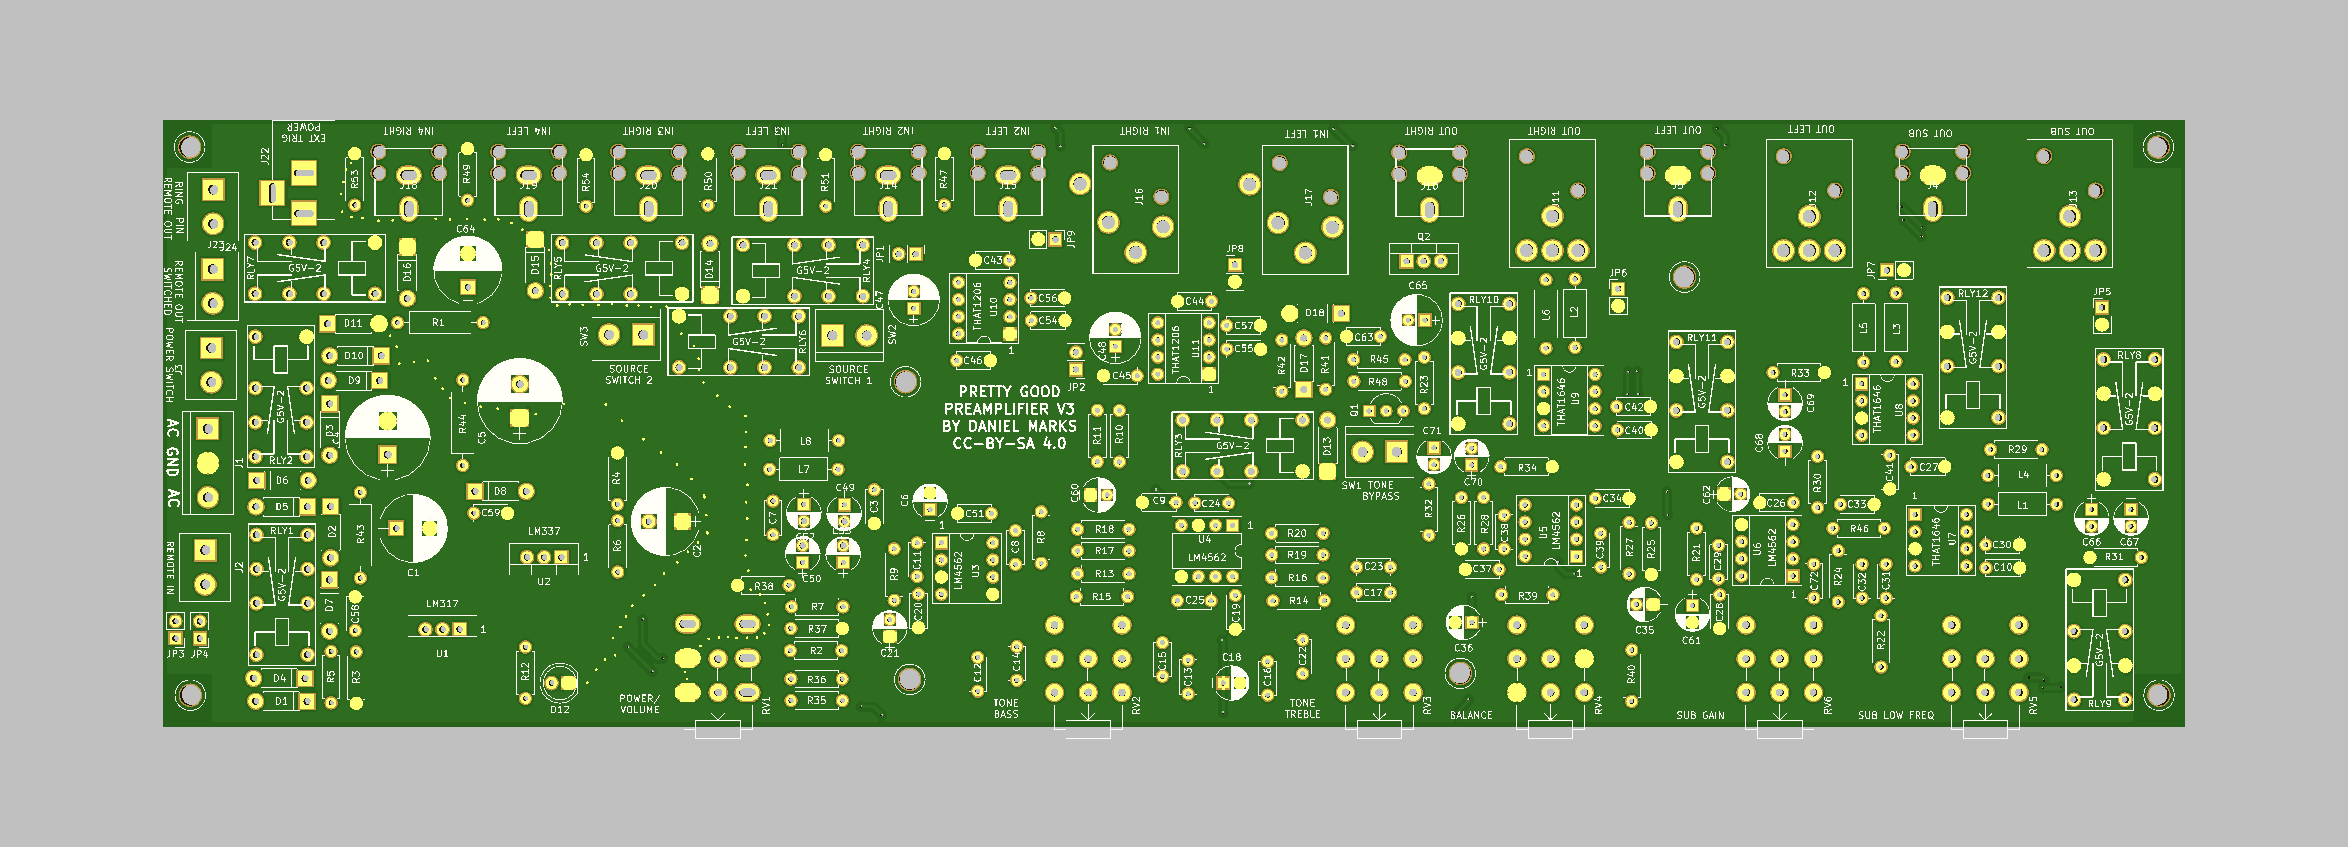 EXT TRIG
POWER
IN4 RIGHT
IN4 LEFT
IN3 RIGHT
IN3 LEFT
IN2 RIGHT
IN2 LEFT
IN1 RIGHT
IN1 LEFT
OUT RIGHT
OUT RIGHT
OUT LEFT
OUT LEFT
OUT SUB
OUT SUB
J22
R53
R49
R54
R50
R51
R47
J18
J19
J20
J21
J14
J15
J16
J17
J10
J11
J12
J4
J13
RING PIN
REMOTE OUT
C64
Q2
JP9
JP8
JP1
JP7
RLY7
G5V-2
D16
D15
RLY5
G5V-2
D14
G5V-2
RLY4
C47
C43
C56
C54
THAT1206
U10
1
C46
REMOTE OUT
SWITCHED
D11
R1
SW3
G5V-2
RLY6
SW2
C48
C44
C57
C55
C45
JP2
THAT1206
U11
1
D18
C65
C63
R42
D17
R41
R45
R48
R23
Q1
RLY10
G5V-2
L6
L2
JP6
L5
L3
RLY12
G5V-2
JP5
POWER ST
SWITCH
D10
D9
SOURCE
SWITCH 2
SOURCE
SWITCH 1
PRETTY GOOD
PREAMPLIFIER V3
BY DANIEL MARKS
CC-BY-SA 4.0
1
THAT1646
U9
C42
C40
RLY11
G5V-2
R33
C69
C68
1
THAT1646
U8
RLY8
G5V-2
AC GND AC
J1
G5V-2
RLY2
D3
R44
C5
R11
R10
RLY3
G5V-2
D13
SW1 TONE
BYPASS
C71
C70
R34
R29
L4
L1
D6
D5
D8
C59
R4
L8
L7
C49
C7
C3
C6
C51
C60
C9
C24
R32
R26
R28
C38
C34
C62
C26
R30
C33
C41
C27
C66
C67
REMOTE IN
J2
RLY1
G5V-2
D2
R43
C1
LM337
1
U2
R6
C2
C50
R9
C11
1
LM4562
U3
C8
R8
R18
R17
R13
R15
U4
1
LM4562
C25
C19
R20
R19
R16
R14
C23
C17
C37
U5
LM4562
1
C39
R27
R25
R39
R21
C29
U6
LM4562
1
C72
R24
R46
C32
C31
1
THAT1646
U7
C30
C10
R31
D7
C58
LM317
1
U1
JP3
JP4
R38
R7
R37
R2
R36
R35
C20
C21
C12
C14
C15
C13
C18
C16
C22
C36
C35
C61
C28
R40
R22
G5V-2
RLY9
D4
D1
R5
R3
R12
D12
POWER/
VOLUME
RV1
TONE
BASS
RV2
TONE
TREBLE
RV3
BALANCE
RV4
SUB GAIN
RV6
SUB LOW FREQ
RV5